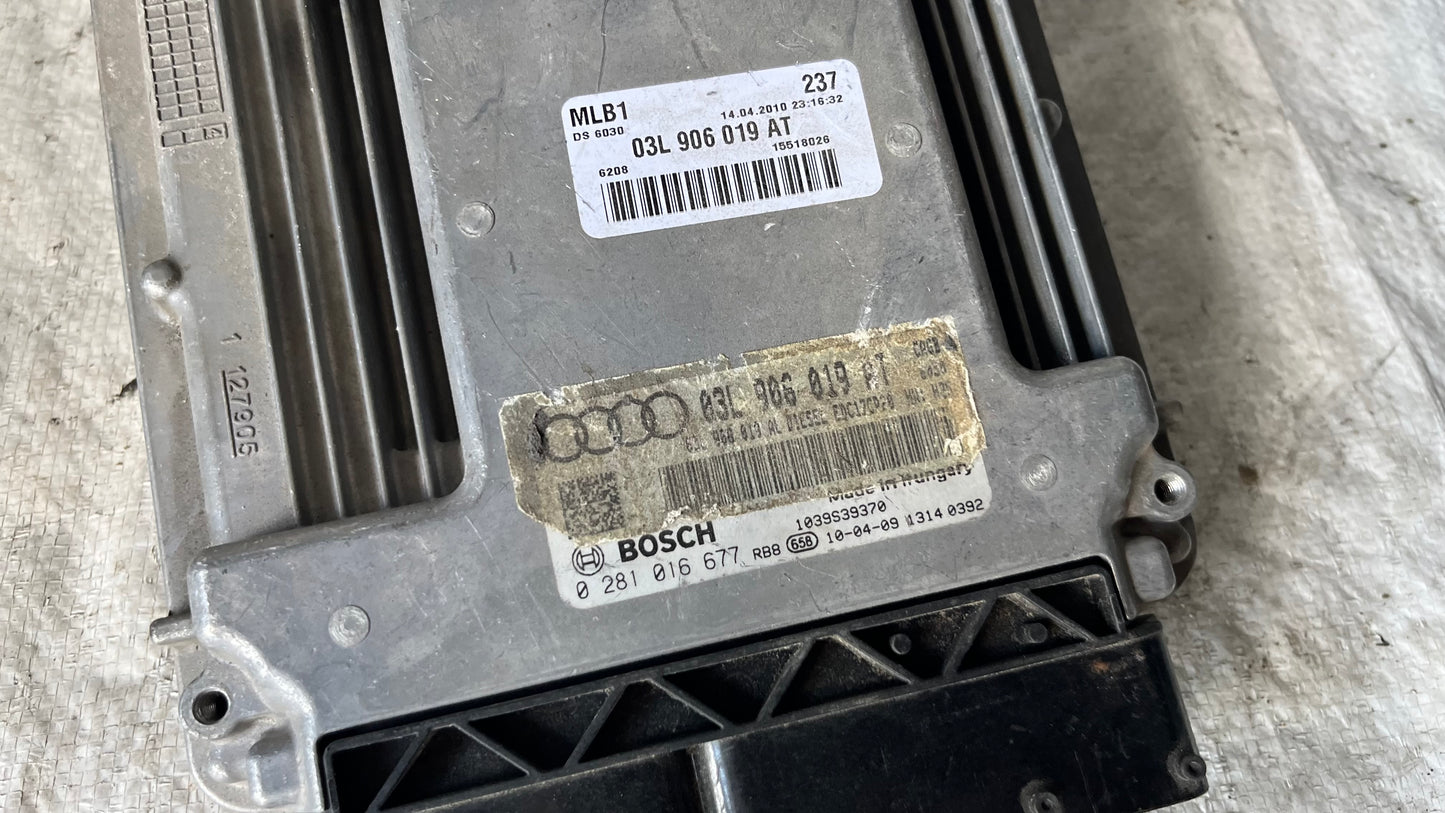 MLB1 237
DS 6030 14.04.2010 23:16:32
03L 906 019 AT
6208 15518026
1 127905
03L 906 019 AT
Made in Hungary
BOSCH 1039S39370
0 281 016 677 RB8 658 10-04-09 1314 0392